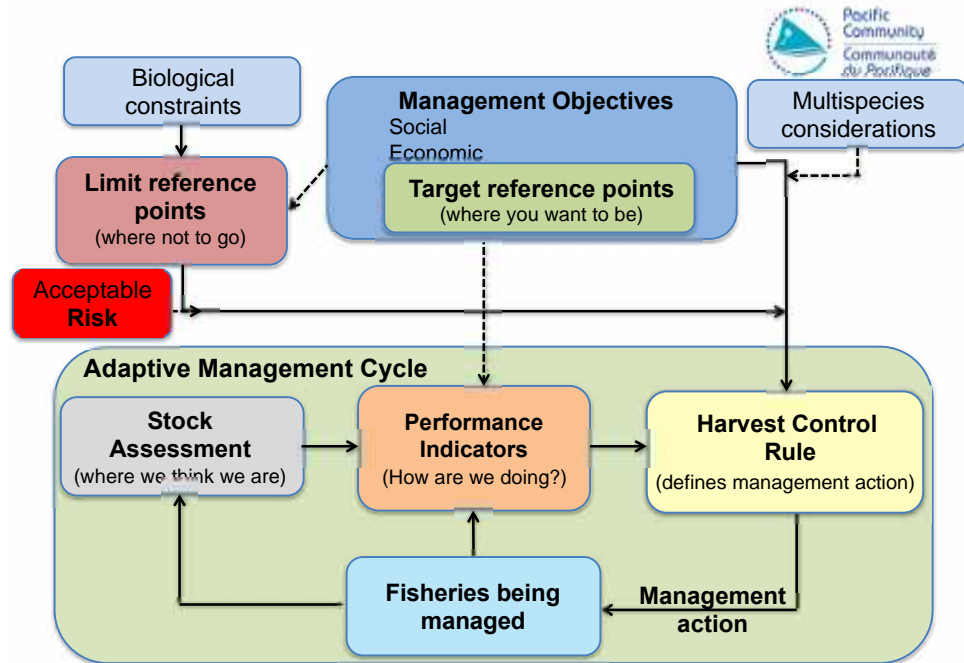 Pacific
Community
Communauté
du Pacifique
Biological
constraints
Management Objectives
Social
Economic
Target reference points
(where you want to be)
Multispecies
considerations
Limit reference
points
(where not to go)
Acceptable
Risk
Adaptive Management Cycle
Stock
Assessment
(where we think we are)
Performance
Indicators
(How are we doing?)
Harvest Control
Rule
(defines management action)
Fisheries being
managed
Management
action